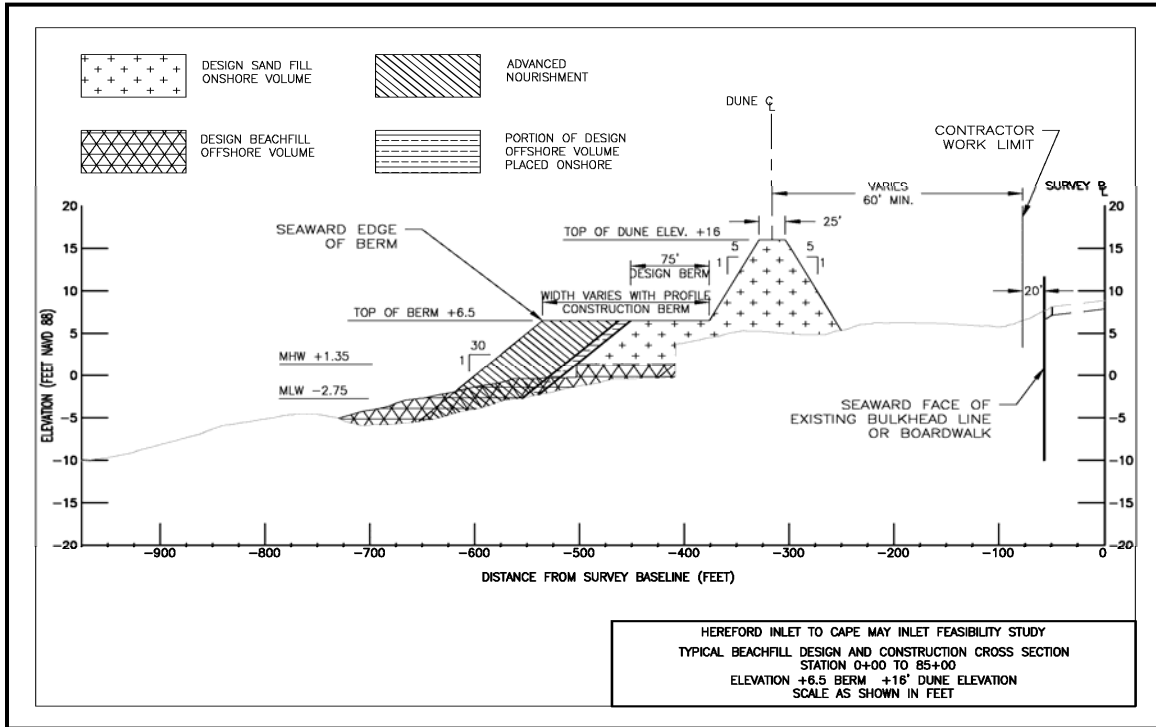 DESIGN SAND FILL
ONSHORE VOLUME
ADVANCED
NOURISHMENT
DESIGN BEACHFILL
OFFSHORE VOLUME
PORTION OF DESIGN
OFFSHORE VOLUME
PLACED ONSHORE
DUNE ℄
CONTRACTOR
WORK LIMIT
VARIES
60' MIN.
SURVEY BL
SEAWARD EDGE
OF BERM
TOP OF DUNE ELEV. +16
25'
5
1
5
1
75'
DESIGN BERM
WIDTH VARIES WITH PROFILE
CONSTRUCTION BERM
TOP OF BERM +6.5
30
1
MHW +1.35
MLW -2.75
20'
SEAWARD FACE OF
EXISTING BULKHEAD LINE
OR BOARDWALK
ELEVATION (FEET NAVD 88)
20
15
10
5
0
-5
-10
-15
-20
20
15
10
5
0
-5
-10
-15
-20
-900
-800
-700
-600
-500
-400
-300
-200
-100
0
DISTANCE FROM SURVEY BASELINE (FEET)
HEREFORD INLET TO CAPE MAY INLET FEASIBILITY STUDY
TYPICAL BEACHFILL DESIGN AND CONSTRUCTION CROSS SECTION
STATION 0+00 TO 85+00
ELEVATION +6.5 BERM +16' DUNE ELEVATION
SCALE AS SHOWN IN FEET